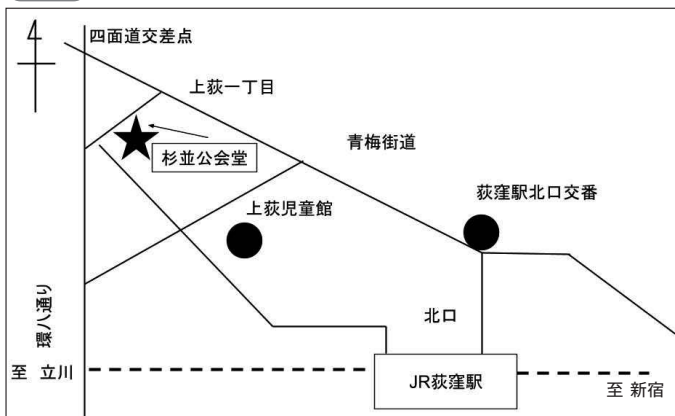 四面道交差点
上荻一丁目
青梅街道
杉並公会堂
荻窪駅北口交番
上荻児童館
環八通り
北口
至 立川
JR荻窪駅
至 新宿